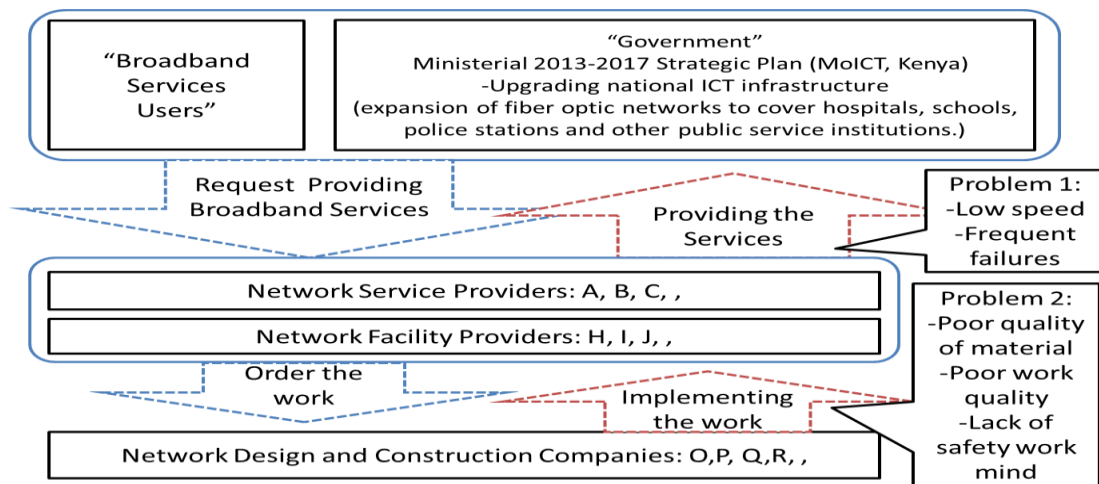 “Broadband
Services
Users”
“Government”
Ministerial 2013-2017 Strategic Plan (MoICT, Kenya)
-Upgrading national ICT infrastructure
(expansion of fiber optic networks to cover hospitals, schools,
police stations and other public service institutions.)
Request Providing
Broadband Services
Providing the
Services
Problem 1:
-Low speed
-Frequent
failures
Network Service Providers: A, B, C, ,
Network Facility Providers: H, I, J, ,
Problem 2:
-Poor quality
of material
-Poor work
quality
-Lack of
safety work
mind
Order the
work
Implementing
the work
Network Design and Construction Companies: O,P, Q,R, ,